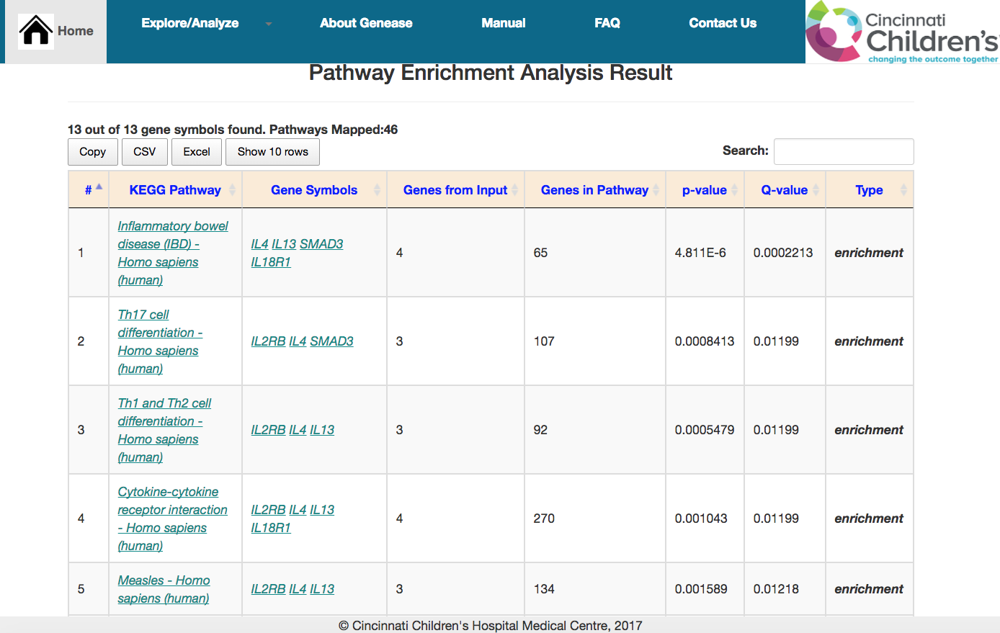 Home
Explore/Analyze
About Genease
Manual
FAQ
Contact Us
Cincinnati
Children's
changing the outcome together
Pathway Enrichment Analysis Result
13 out of 13 gene symbols found. Pathways Mapped:46
Copy CSV Excel Show 10 rows
Search:
# KEGG Pathway Gene Symbols Genes from Input Genes in Pathway p-value Q-value Type
1
Inflammatory bowel
disease (IBD) -
Homo sapiens
(human)
IL4 IL13 SMAD3
IL18R1
4 65 4.811E-6 0.0002213 enrichment
2
Th17 cell
differentiation -
Homo sapiens
(human)
IL2RB IL4 SMAD3
3 107 0.0008413 0.01199 enrichment
3
Th1 and Th2 cell
differentiation -
Homo sapiens
(human)
IL2RB IL4 IL13
3 92 0.0005479 0.01199 enrichment
4
Cytokine-cytokine
receptor interaction
- Homo sapiens
(human)
IL2RB IL4 IL13
IL18R1
4 270 0.001043 0.01199 enrichment
5
Measles - Homo
sapiens (human)
IL2RB IL4 IL13
3 134 0.001589 0.01218 enrichment
© Cincinnati Children's Hospital Medical Centre, 2017